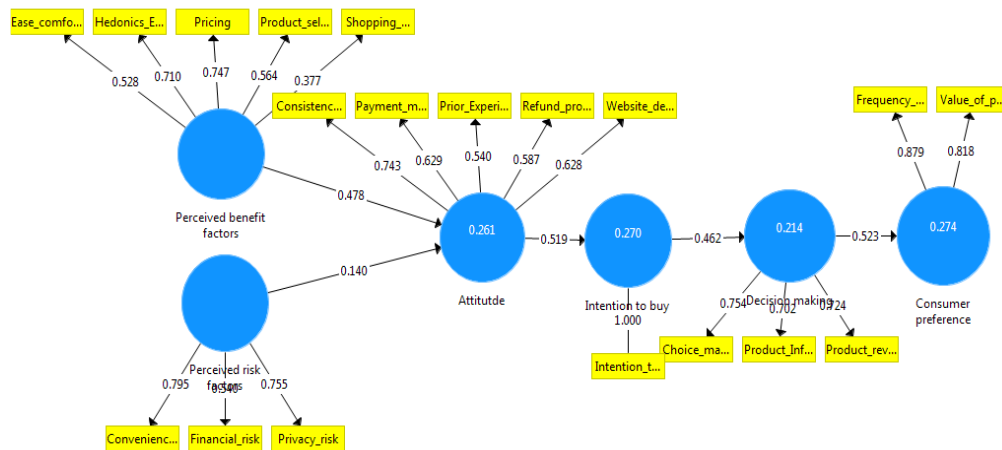 Ease_comfo...
Hedonics_E...
Pricing
Product_sel...
Shopping_...
0.528
0.710
0.747
0.564
0.377
Consistenc...
Payment_m...
Prior_Experi...
Refund_pro...
Website_de...
Frequency_...
Value_of_p...
0.743
0.629
0.540
0.587
0.628
0.879
0.818
Perceived benefit
factors
0.478
0.261
0.519
0.270
0.462
0.214
0.523
0.274
0.140
Attitutde
Intention to buy
1.000
Decision making
Consumer
preference
0.754
0.702
0.724
Choice_ma...
Product_Inf...
Product_rev...
Intention_t...
Perceived risk
factors
0.795
0.755
Convenienc...
Financial_risk
Privacy_risk